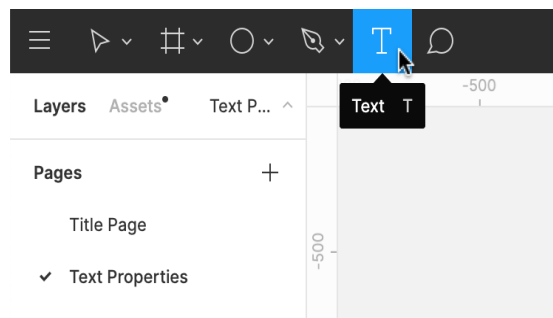 T
-500
Text T
Layers Assets Text P...
Pages
Title Page
-500
Text Properties